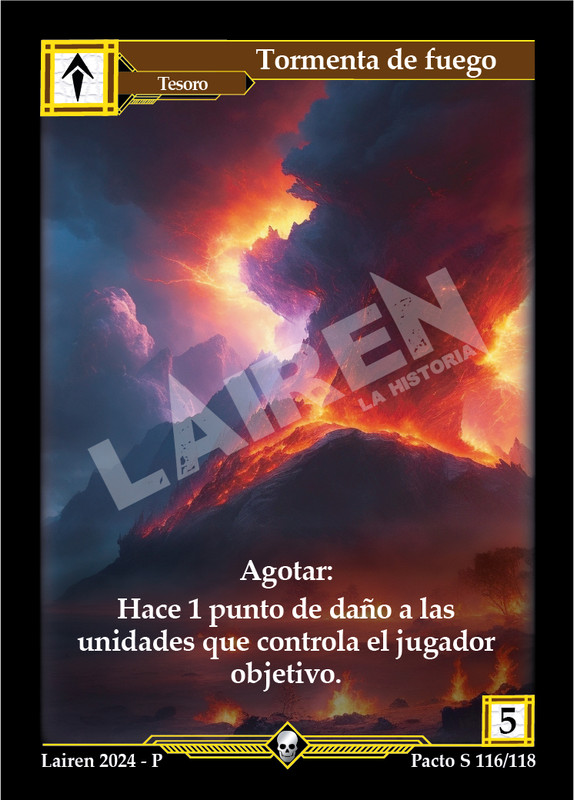 Tormenta de fuego
Tesoro
LAIREN
LA HISTORIA
Agotar:
Hace 1 punto de daño a las
unidades que controla el jugador
objetivo.
5
Lairen 2024 - P
Pacto S 116/118